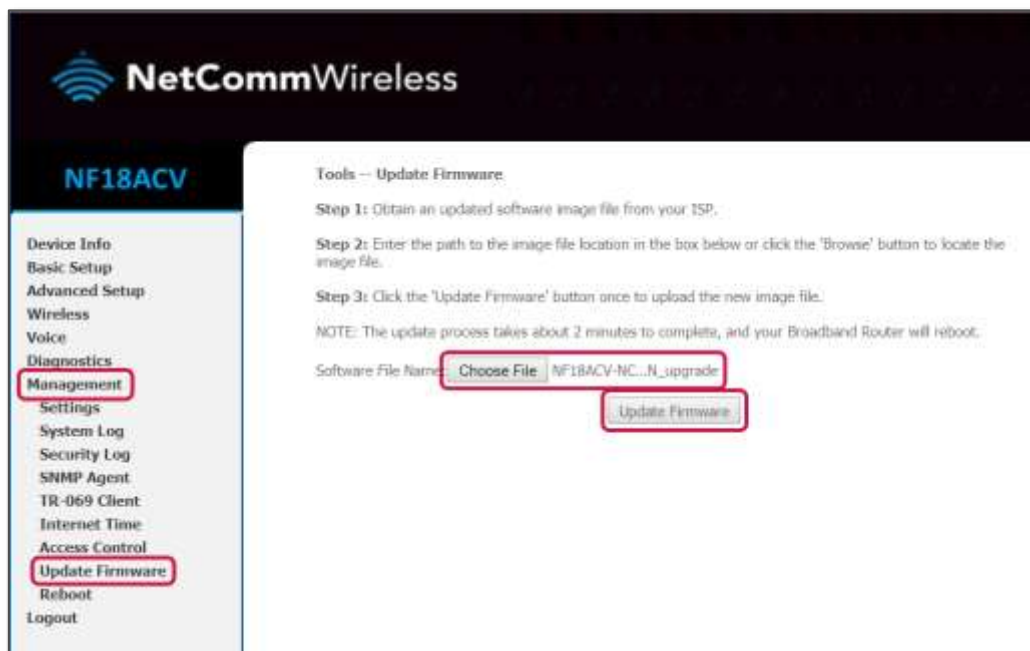 NetCommWireless
NF18ACV
Device Info
Basic Setup
Advanced Setup
Wireless
Voice
Diagnostics
Management
Settings
System Log
Security Log
SNMP Agent
TR-069 Client
Internet Time
Access Control
Update Firmware
Reboot
Logout
Tools -- Update Firmware
Step 1: Obtain an updated software image file from your ISP.
Step 2: Enter the path to the image file location in the box below or click the 'Browse' button to locate the
image file.
Step 3: Click the 'Update Firmware' button once to upload the new image file.
NOTE: The update process takes about 2 minutes to complete, and your Broadband Router will reboot.
Software File Name: Choose File NF18ACV-NC...N_upgrade
Update Firmware